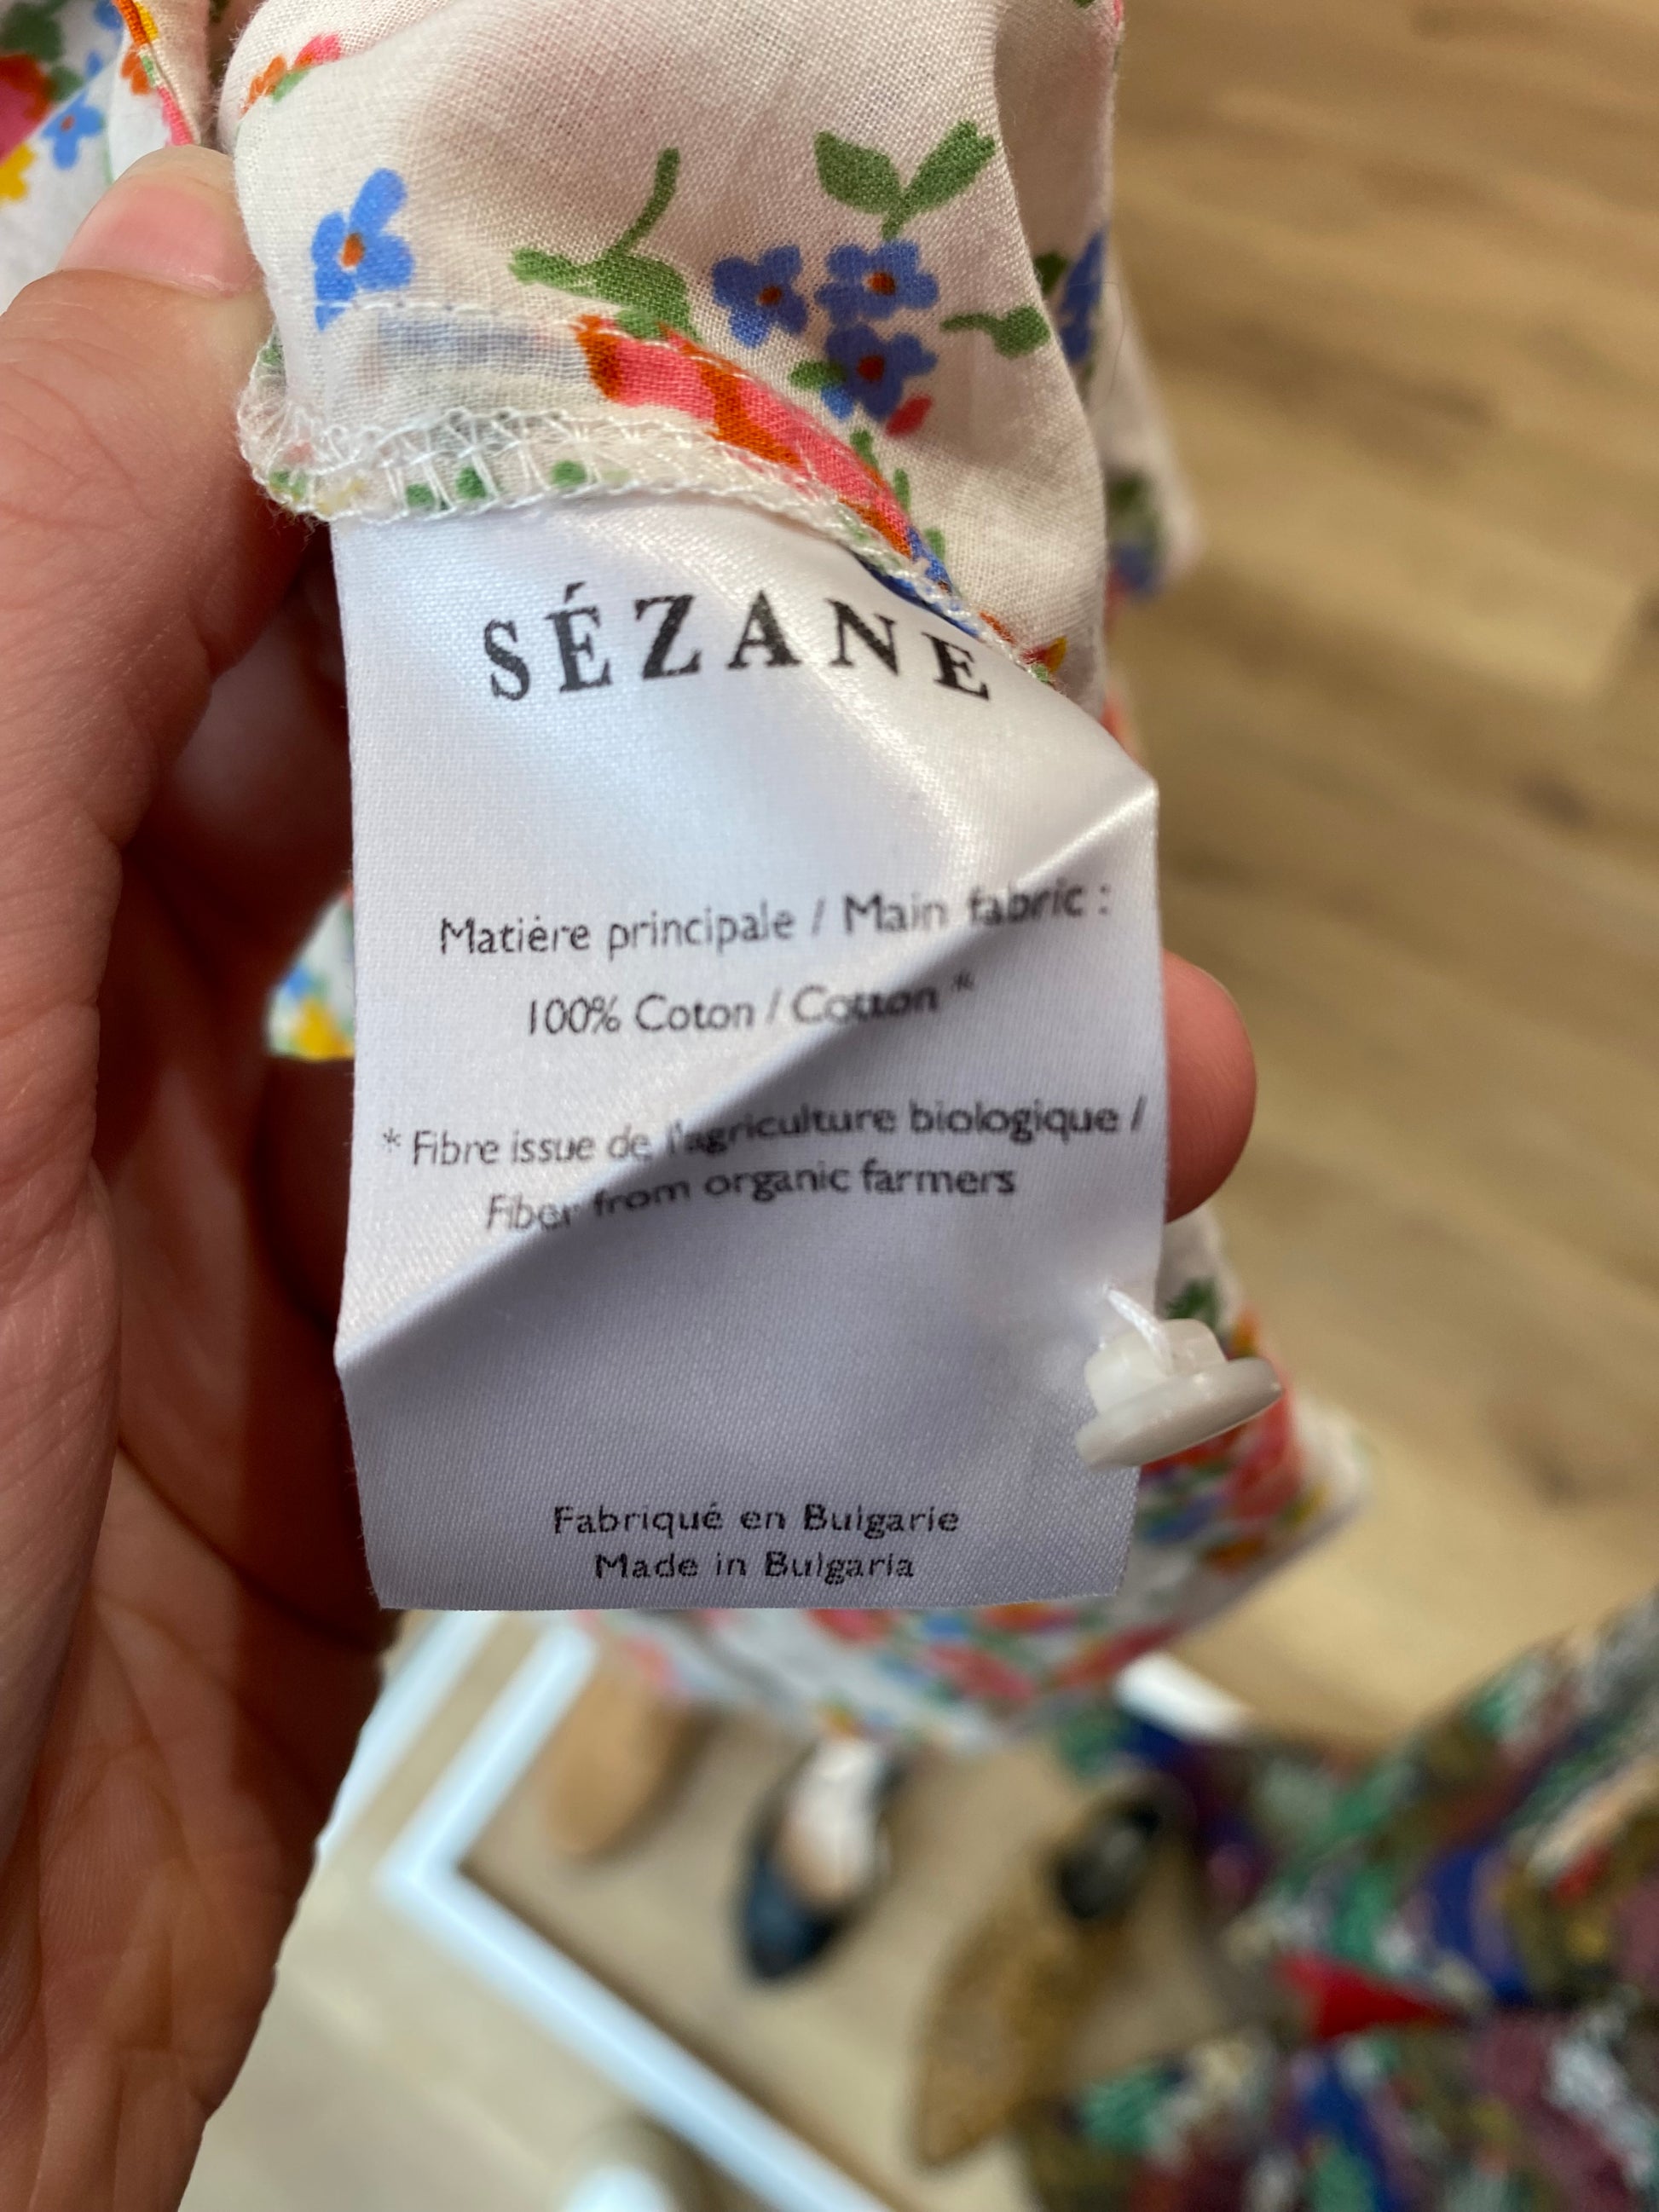 SÉZANE
Matière principale / Main fabric :
100% Coton / Cotton *
* Fibre issue de l'agriculture biologique /
Fiber from organic farmers
Fabriqué en Bulgarie
Made in Bulgaria